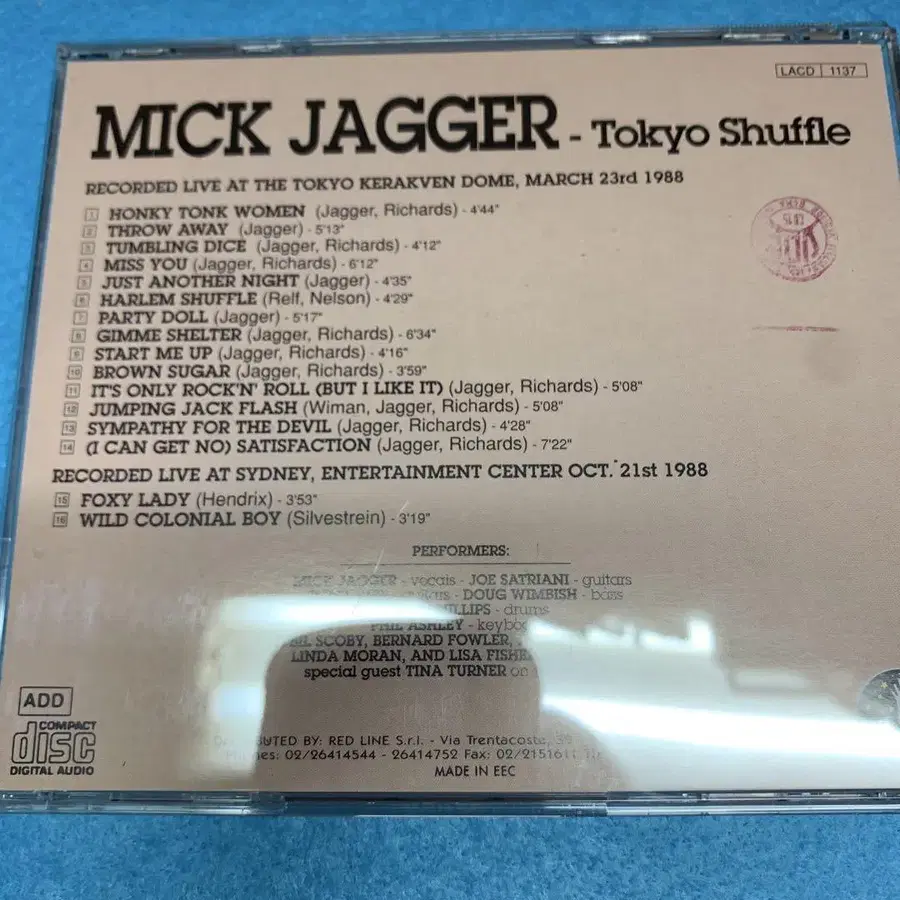 LACD 1137
MICK JAGGER - Tokyo Shuffle
RECORDED LIVE AT THE TOKYO KERAKVEN DOME, MARCH 23rd 1988
1 HONKY TONK WOMEN (Jagger, Richards) - 4'44"
2 THROW AWAY (Jagger) - 5'13"
3 TUMBLING DICE (Jagger, Richards) - 4'12"
4 MISS YOU (Jagger, Richards) - 6'12"
5 JUST ANOTHER NIGHT (Jagger) - 4'35"
6 HARLEM SHUFFLE (Relf, Nelson) - 4'29"
7 PARTY DOLL (Jagger) - 5'17"
8 GIMME SHELTER (Jagger, Richards) - 6'34"
9 START ME UP (Jagger, Richards) - 4'16"
10 BROWN SUGAR (Jagger, Richards) - 3'59"
11 IT'S ONLY ROCK'N' ROLL (BUT I LIKE IT) (Jagger, Richards) - 5'08"
12 JUMPING JACK FLASH (Wiman, Jagger, Richards) - 5'08"
13 SYMPATHY FOR THE DEVIL (Jagger, Richards) - 4'28"
14 (I CAN GET NO) SATISFACTION (Jagger, Richards) - 7'22"
RECORDED LIVE AT SYDNEY, ENTERTAINMENT CENTER OCT. 21st 1988
15 FOXY LADY (Hendrix) - 3'53"
16 WILD COLONIAL BOY (Silvestrein) - 3'19"
PERFORMERS:
MICK JAGGER - vocals - JOE SATRIANI - guitars
DOUG WIMBISH - bass
- drums
PHIL ASHLEY -
SCOBY, BERNARD FOWLER,
LINDA MORAN, AND LISA
special guest TINA TURNER
ADD
COMPACT
disc
DIGITAL AUDIO
BY: RED LINE S.r.l. - Via
02/26414544 - 26414752 Fax:
MADE IN EEC